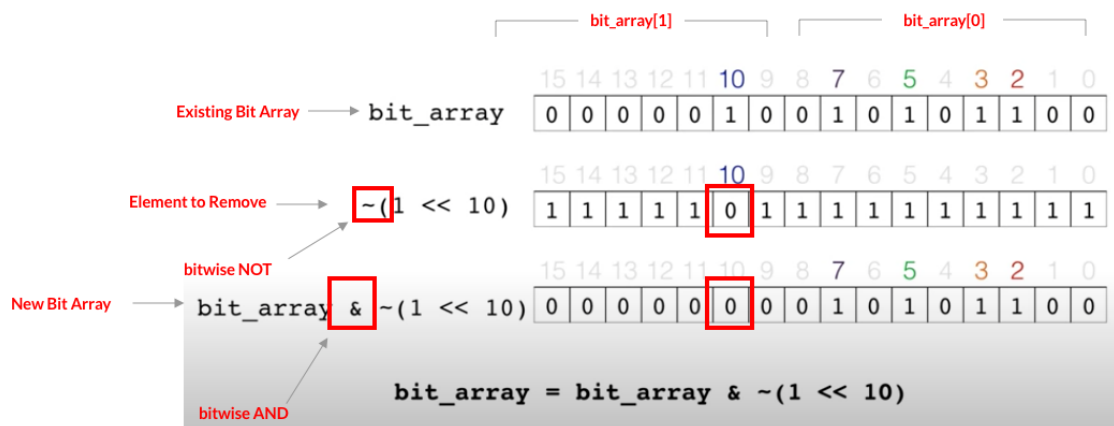 bit_array[1] bit_array[0]
15 14 13 12 11 10 9 8 7 6 5 4 3 2 1 0
Existing Bit Array bit_array 0 0 0 0 0 1 0 0 1 0 1 0 1 1 0 0
15 14 13 12 11 10 9 8 7 6 5 4 3 2 1 0
Element to Remove ~(1 << 10) 1 1 1 1 1 0 1 1 1 1 1 1 1 1 1 1
bitwise NOT
15 14 13 12 11 10 9 8 7 6 5 4 3 2 1 0
New Bit Array bit_array & ~(1 << 10) 0 0 0 0 0 0 0 0 1 0 1 0 1 1 0 0
bit_array = bit_array & ~(1 << 10)
bitwise AND